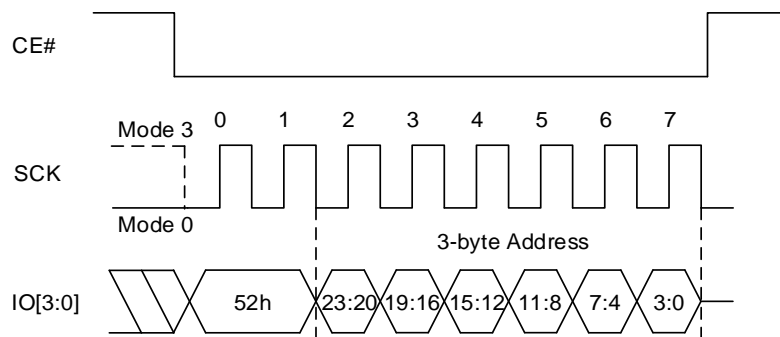 CE#
Mode 3 0 1 2 3 4 5 6 7
SCK
Mode 0
3-byte Address
IO[3:0] 52h 23:20 19:16 15:12 11:8 7:4 3:0